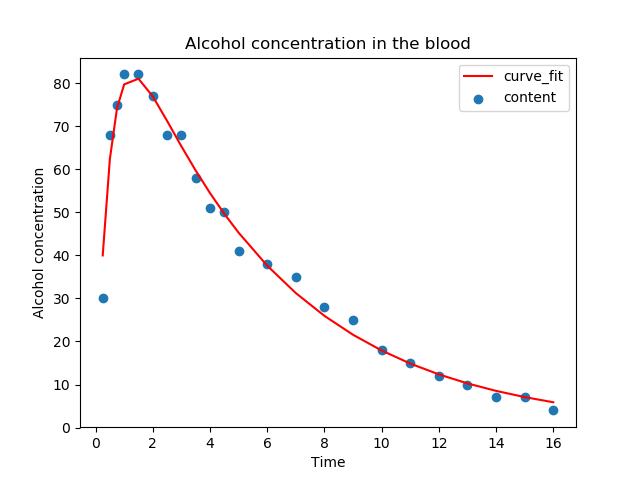 Alcohol concentration in the blood
curve_fit
content
Alcohol concentration
80
70
60
50
40
30
20
10
0
0 2 4 6 8 10 12 14 16
Time